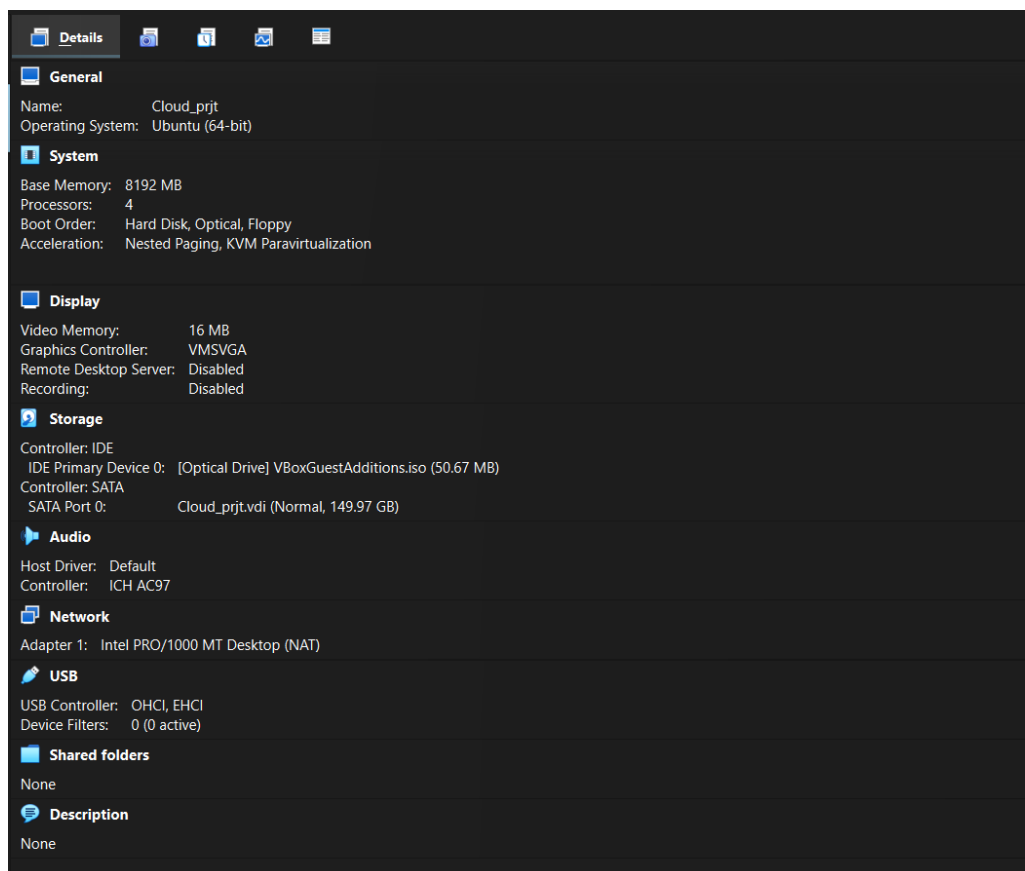 Details
General
Name: Cloud_prjt
Operating System: Ubuntu (64-bit)
System
Base Memory: 8192 MB
Processors: 4
Boot Order: Hard Disk, Optical, Floppy
Acceleration: Nested Paging, KVM Paravirtualization
Display
Video Memory: 16 MB
Graphics Controller: VMSVGA
Remote Desktop Server: Disabled
Recording: Disabled
Storage
Controller: IDE
IDE Primary Device 0: [Optical Drive] VBoxGuestAdditions.iso (50.67 MB)
Controller: SATA
SATA Port 0: Cloud_prjt.vdi (Normal, 149.97 GB)
Audio
Host Driver: Default
Controller: ICH AC97
Network
Adapter 1: Intel PRO/1000 MT Desktop (NAT)
USB
USB Controller: OHCI, EHCI
Device Filters: 0 (0 active)
Shared folders
None
Description
None